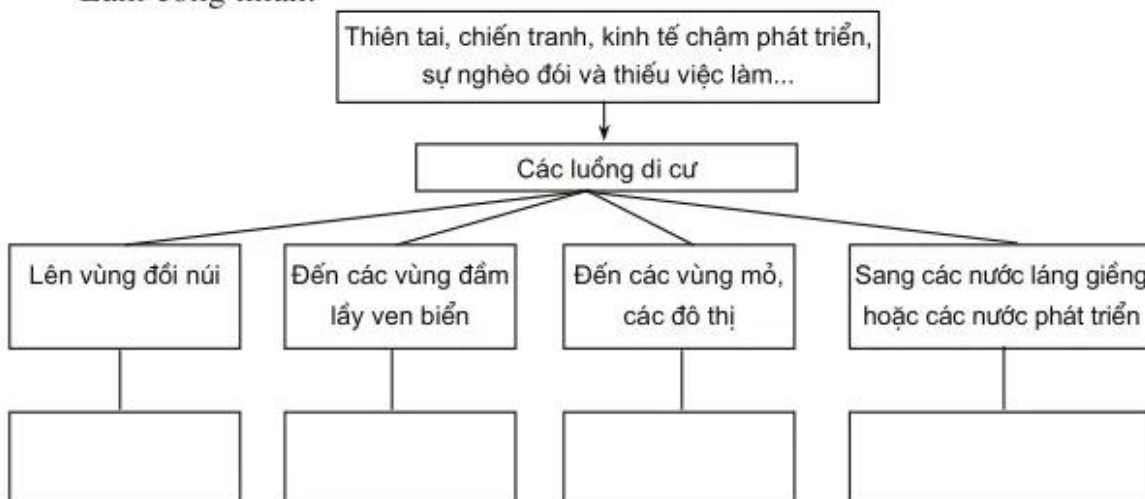 Thiên tai, chiến tranh, kinh tế chậm phát triển,
sự nghèo đói và thiếu việc làm...
Các luồng di cư
Lên vùng đồi núi
Đến các vùng đầm
lầy ven biển
Đến các vùng mỏ,
các đô thị
Sang các nước láng giềng
hoặc các nước phát triển